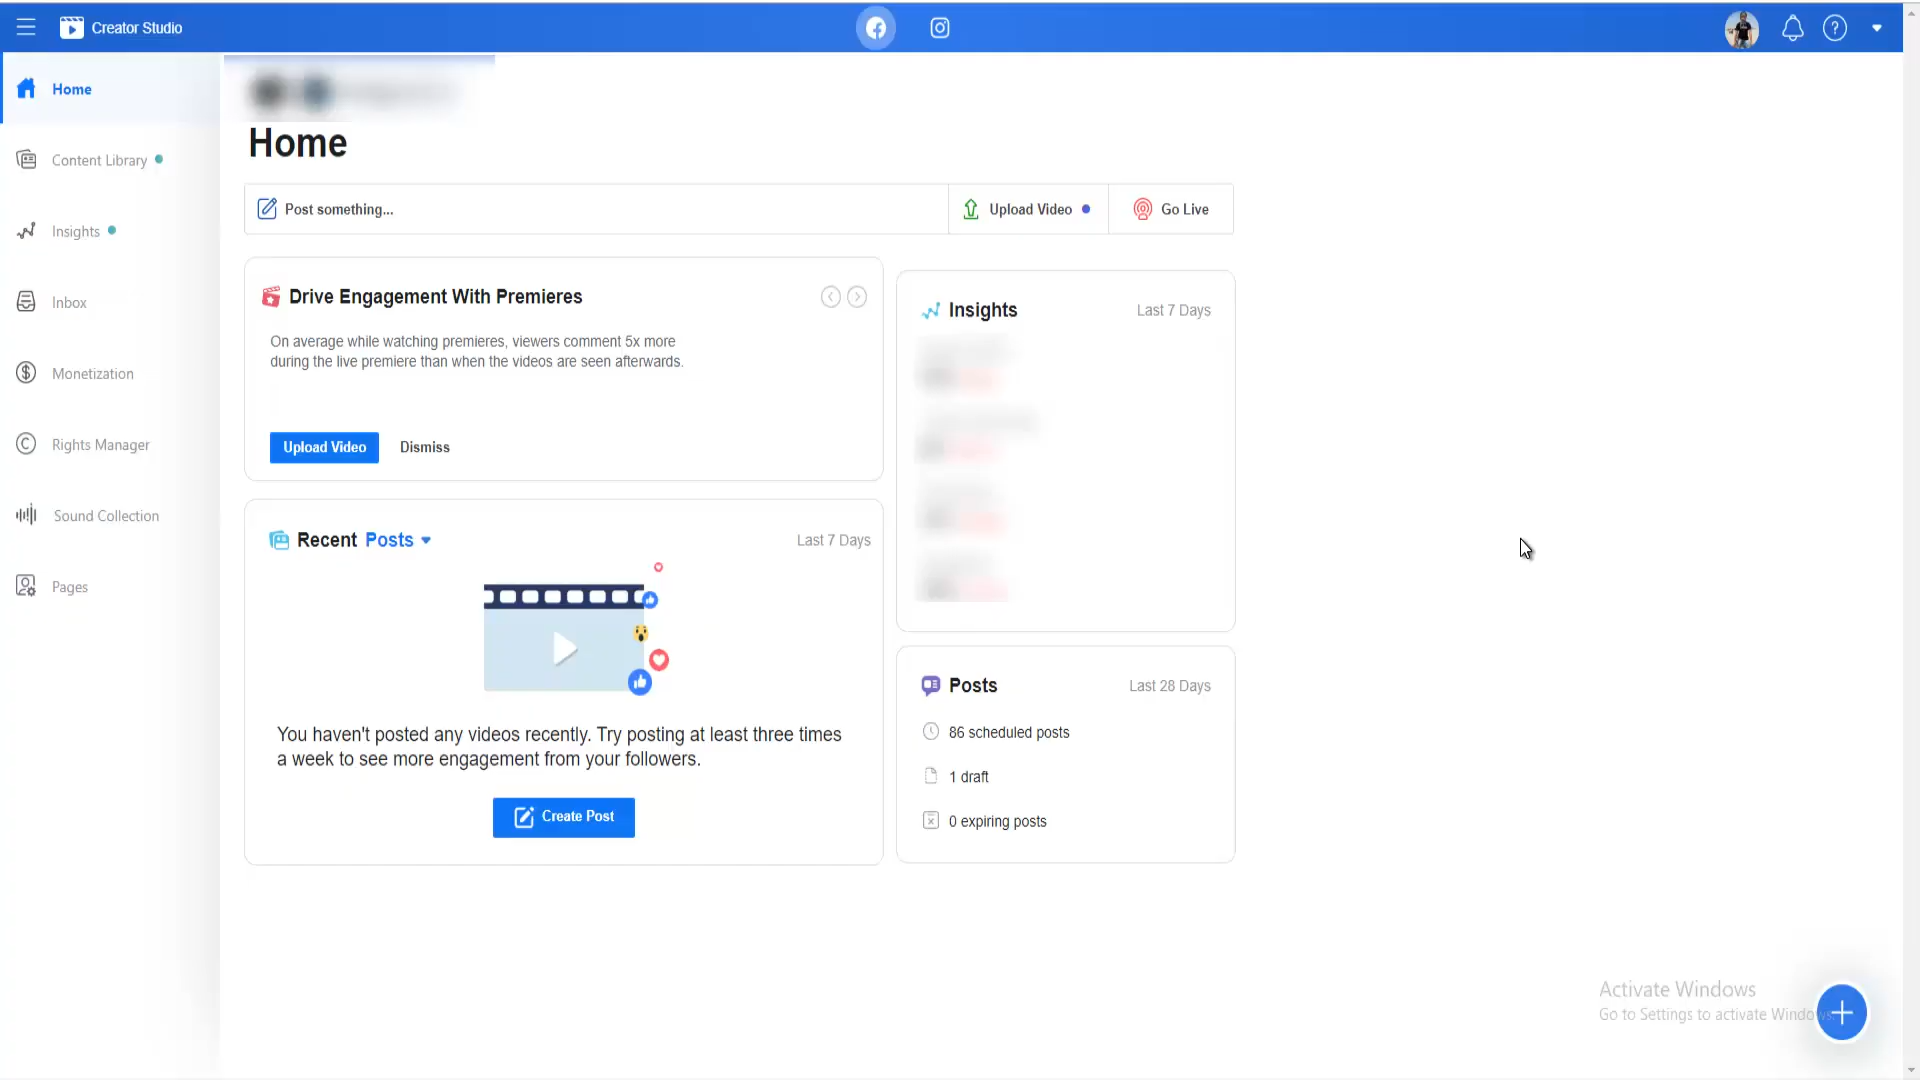 Creator Studio
Home
Content Library
Insights
Inbox
Monetization
Rights Manager
Sound Collection
Pages
Home
Post something...
Upload Video
Go Live
Drive Engagement With Premieres
On average while watching premieres, viewers comment 5x more
during the live premiere than when the videos are seen afterwards.
Upload Video
Dismiss
Recent Posts
Last 7 Days
You haven't posted any videos recently. Try posting at least three times
a week to see more engagement from your followers.
Create Post
Insights
Last 7 Days
Posts
Last 28 Days
86 scheduled posts
1 draft
0 expiring posts
Activate Windows
Go to Settings to activate Windows.